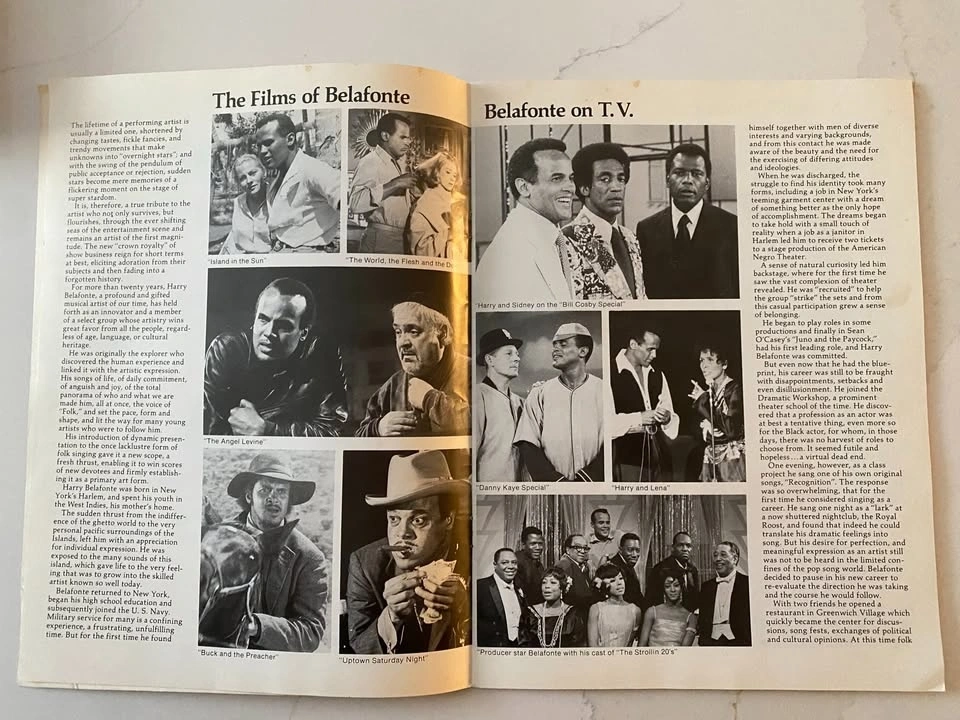 The Films of Belafonte
The lifetime of a performing artist is
usually a limited one, shortened by
changing tastes, fickle fancies, and
trendy movements that make
unknowns into "overnight stars"; and
with the swing of the pendulum of
public acceptance or rejection, sudden
stars become mere memories of a
flickering moment on the stage of
super stardom.
It is, therefore, a true tribute to the
artist who not only survives, but
flourishes, through the ever shifting
seas of the entertainment scene and
remains an artist of the first magni-
tude. The new "crown royalty" of
show business reign for short terms
at best, eliciting adoration from their
subjects and then fading into a
forgotten history.
For more than twenty years, Harry
Belafonte, a profound and gifted
musical artist of our time, has held
forth as an innovator and a member
of a select group whose artistry wins
great favor from all the people, regard-
less of age, language, or cultural
heritage.
He was originally the explorer who
discovered the human experience and
linked it with the artistic expression.
His songs of life, of daily commitment,
of anguish and joy, of the total
panorama of who and what we are
made him, all at once, the voice of
"Folk," and set the pace, form and
shape, and lit the way for many young
artists who were to follow him.
His introduction of dynamic presen-
tation to the once lackluster form of
folk singing gave it a new scope, a
fresh thrust, enabling it to win scores
of new devotees and firmly establish-
ing it as a primary art form.
Harry Belafonte was born in New
York's Harlem, and spent his youth in
the West Indies, his mother's home.
The sudden thrust from the indiffer-
ence of the ghetto world to the very
personal pacific surroundings of the
Islands, left him with an appreciation
for individual expression. He was
exposed to the many sounds of this
island, which gave life to the very feel-
ing that was to grow into the skilled
artist known so well today.
Belafonte returned to New York,
began his high school education and
subsequently joined the U. S. Navy.
Military service for many is a confining
experience, a frustrating, unfulfilling
time. But for the first time he found
"Island in the Sun"
"The World, the Flesh and the
"The Angel Levine"
"Buck and the Preacher"
"Uptown Saturday Night"
Belafonte on T. V.
"Harry and Sidney on the "Bill Cosby Special"
"Danny Kaye Special"
"Harry and Lena"
"Producer star Belafonte with his cast of "The Strollin 20's"
himself together with men of diverse
interests and varying backgrounds,
and from this contact he was made
aware of the beauty and the need for
the exercising of differing attitudes
and ideologies.
When he was discharged, the
struggle to find his identity took many
forms, including a job in New York's
teeming garment center with a dream
of something better as the only hope
of accomplishment. The dreams began
to take hold with a small touch of
reality when a job as a janitor in
Harlem led him to receive two tickets
to a stage production of the American
Negro Theater.
A sense of natural curiosity led him
backstage, where for the first time he
saw the vast complexion of theater
revealed. He was "recruited" to help
the group "strike" the sets and from
this casual participation grew a sense
of belonging.
He began to play roles in some
productions and finally in Sean
O'Casey's "Juno and the Paycock,"
had his first leading role, and Harry
Belafonte was committed.
But even now that he had the blue-
print, his career was still to be fraught
with disappointments, setbacks and
even disillusionment. He joined the
Dramatic Workshop, a prominent
theater school of the time. He discov-
ered that a profession as an actor was
at best a tentative thing, even more so
for the Black actor, for whom, in those
days, there was no harvest of roles to
choose from. It seemed futile and
hopeless...a virtual dead end.
One evening, however, as a class
project he sang one of his own original
songs, "Recognition". The response
was so overwhelming, that for the
first time he considered singing as a
career. He sang one night as a "lark" at
a now shuttered nightclub, the Royal
Roost, and found that indeed he could
translate his dramatic feelings into
song. But his desire for perfection, and
meaningful expression as an artist still
was not to be heard in the limited con-
fines of the pop song world. Belafonte
decided to pause in his new career to
re-evaluate the direction he was taking
and the course he would follow.
With two friends he opened a
restaurant in Greenwich Village which
quickly became the center for discus-
sions, song fests, exchanges of political
and cultural opinions. At this time folk